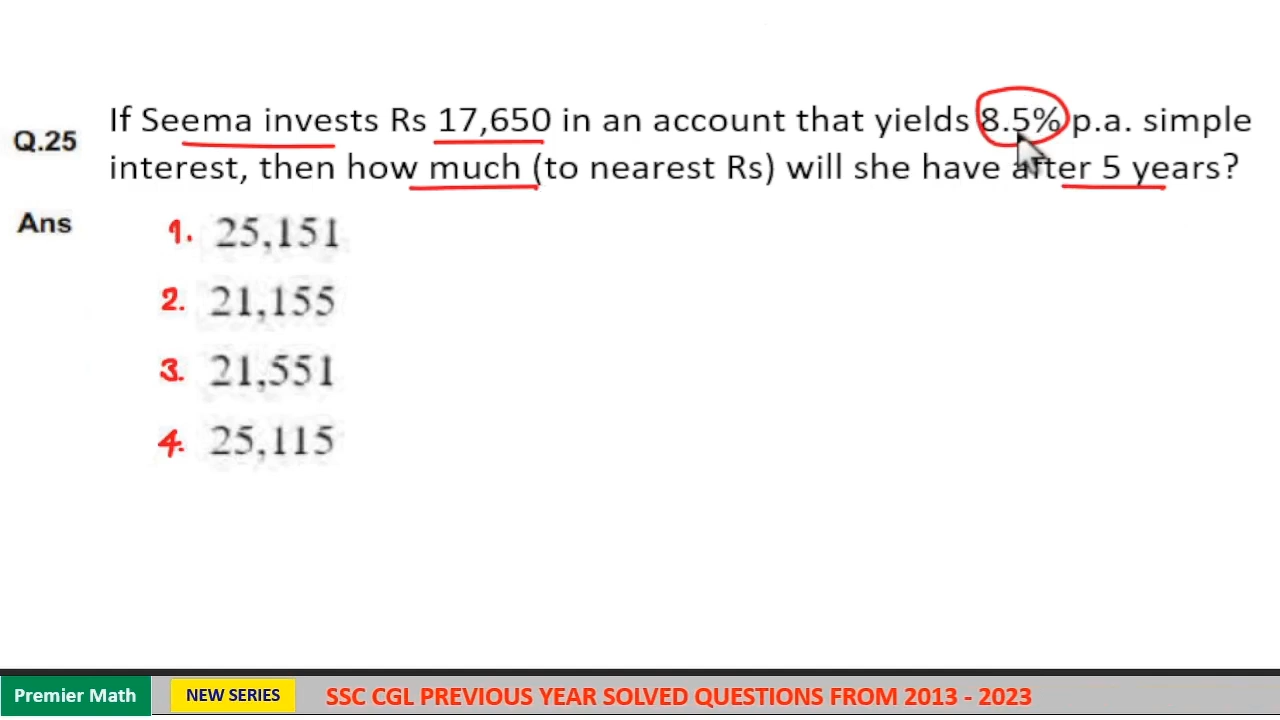 Q.25
If Seema invests Rs 17,650 in an account that yields 8.5% p.a. simple
interest, then how much (to nearest Rs) will she have after 5 years?
Ans
1. 25,151
2. 21,155
3. 21,551
4. 25,115
Premier Math
NEW SERIES
SSC CGL PREVIOUS YEAR SOLVED QUESTIONS FROM 2013 - 2023